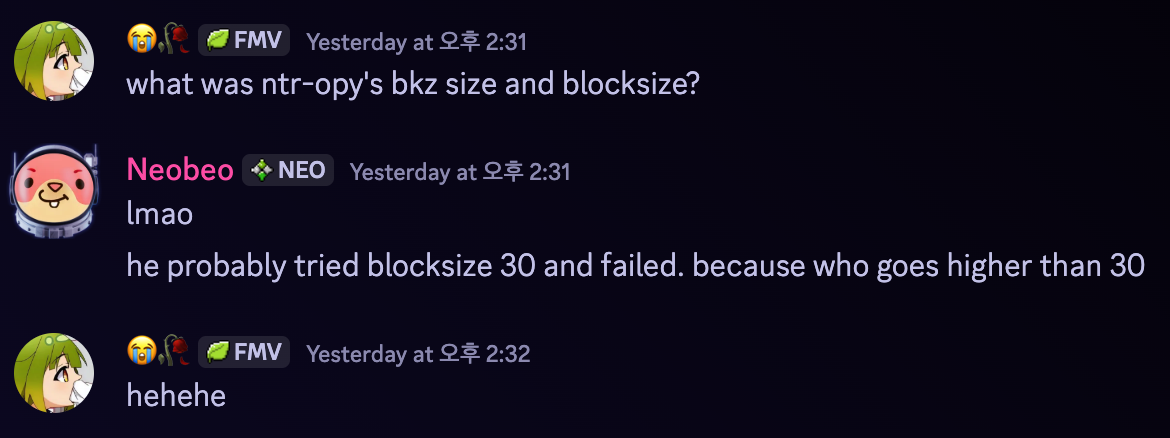 😭🥀 FMV Yesterday at 오후 2:31
what was ntr-opy's bkz size and blocksize?
Neobeo NEO Yesterday at 오후 2:31
lmao
he probably tried blocksize 30 and failed. because who goes higher than 30
😭🥀 FMV Yesterday at 오후 2:32
hehehe